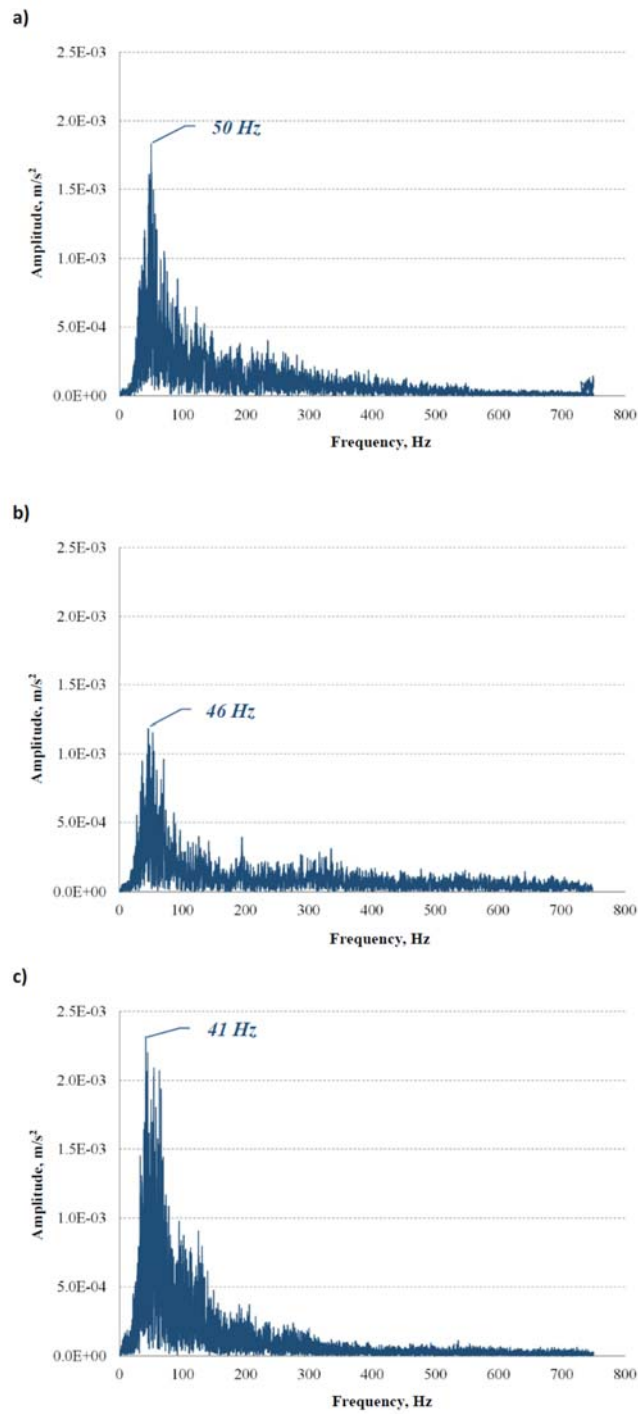 a)
2.5E-03
2.0E-03
50 Hz
1.5E-03
Amplitude, m/s²
1.0E-03
5.0E-04
0.0E+00
0 100 200 300 400 500 600 700 800
Frequency, Hz
b)
2.5E-03
2.0E-03
1.5E-03
46 Hz
Amplitude, m/s²
1.0E-03
5.0E-04
0.0E+00
0 100 200 300 400 500 600 700 800
Frequency, Hz
c)
2.5E-03
41 Hz
2.0E-03
1.5E-03
Amplitude, m/s²
1.0E-03
5.0E-04
0.0E+00
0 100 200 300 400 500 600 700 800
Frequency, Hz